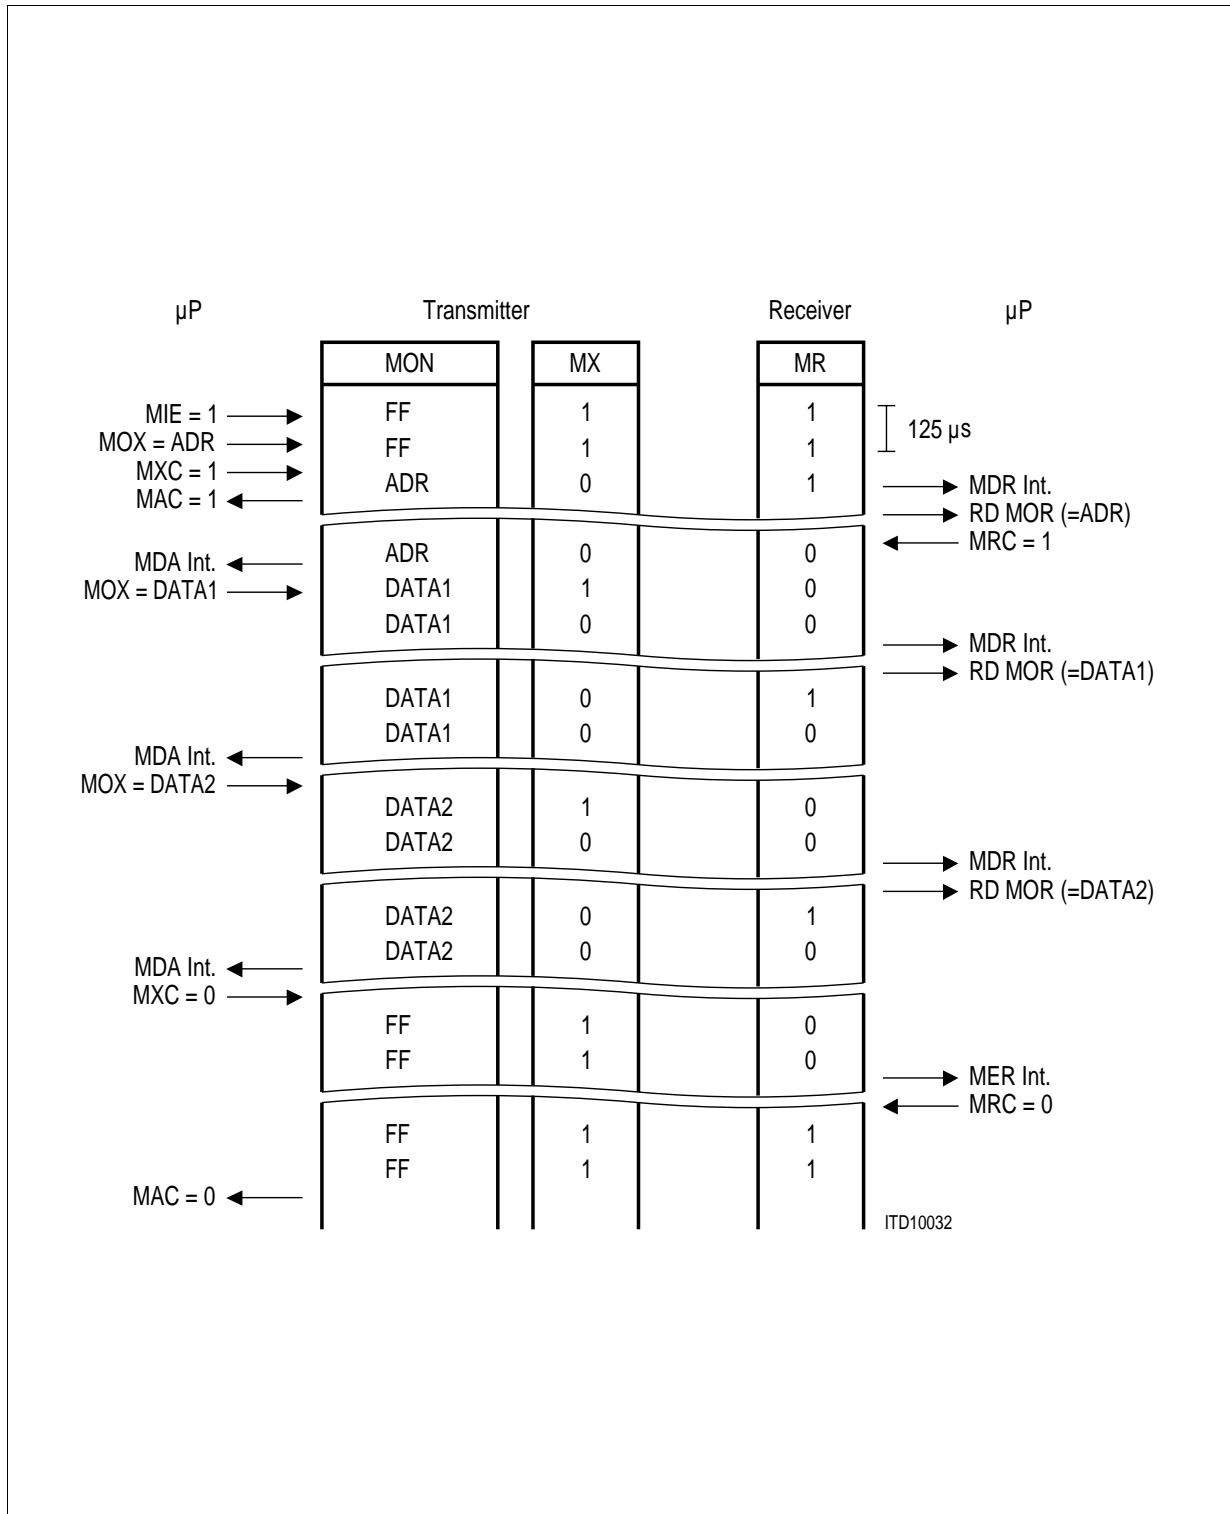 µP Transmitter Receiver µP
MON MX MR
MIE = 1 FF 1 1
125 µs
MOX = ADR FF 1 1
MXC = 1 ADR 0 1 MDR Int.
MAC = 1 RD MOR (=ADR)
MRC = 1
MDA Int. ADR 0 0
MOX = DATA1 DATA1 1 0
DATA1 0 0
MDR Int.
RD MOR (=DATA1)
DATA1 0 1
DATA1 0 0
MDA Int.
MOX = DATA2
DATA2 1 0
DATA2 0 0
MDR Int.
RD MOR (=DATA2)
DATA2 0 1
DATA2 0 0
MDA Int.
MXC = 0
FF 1 0
FF 1 0
MER Int.
MRC = 0
FF 1 1
FF 1 1
MAC = 0
ITD10032